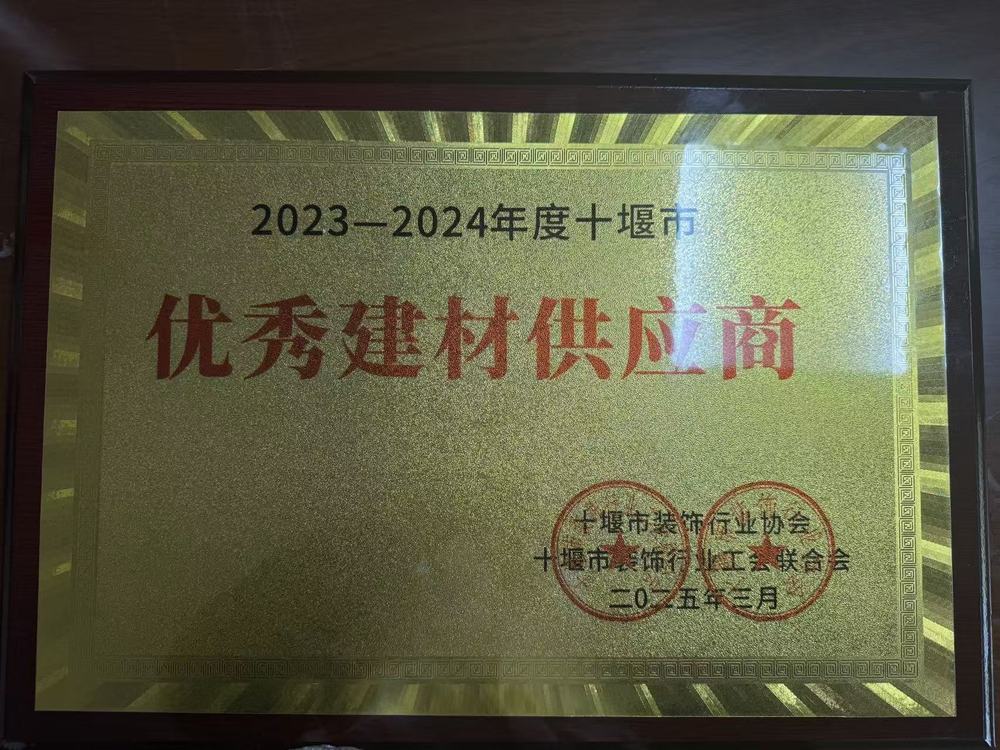 2023—2024年度十堰市
优秀建材供应商
十堰市装饰行业协会
十堰市装饰行业工会联合会
二0二五年三月